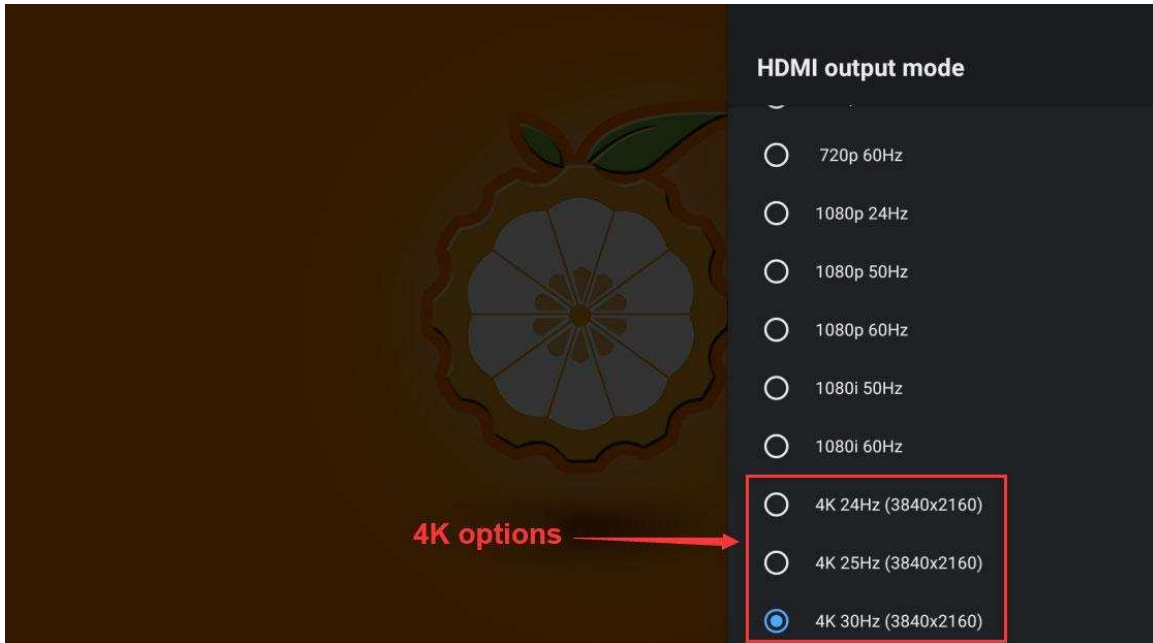 HDMI output mode
720p 60Hz
1080p 24Hz
1080p 50Hz
1080p 60Hz
1080i 50Hz
1080i 60Hz
4K 24Hz (3840x2160)
4K options
4K 25Hz (3840x2160)
4K 30Hz (3840x2160)